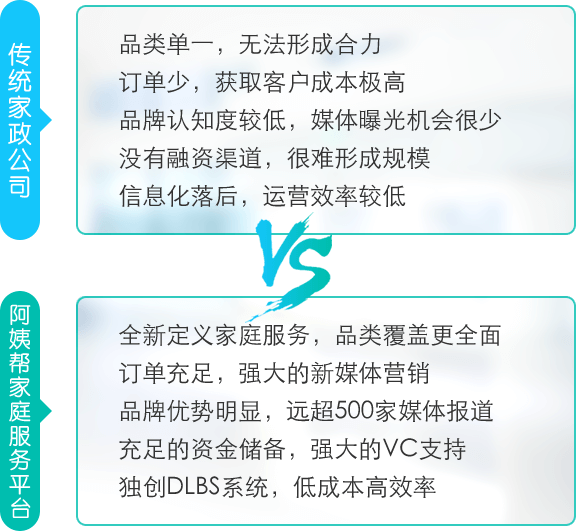 传统家政公司
品类单一，无法形成合力
订单少，获取客户成本极高
品牌认知度较低，媒体曝光机会很少
没有融资渠道，很难形成规模
信息化落后，运营效率较低
VS
阿姨帮家庭服务平台
全新定义家庭服务，品类覆盖更全面
订单充足，强大的新媒体营销
品牌优势明显，远超500家媒体报道
充足的资金储备，强大的VC支持
独创DLBS系统，低成本高效率